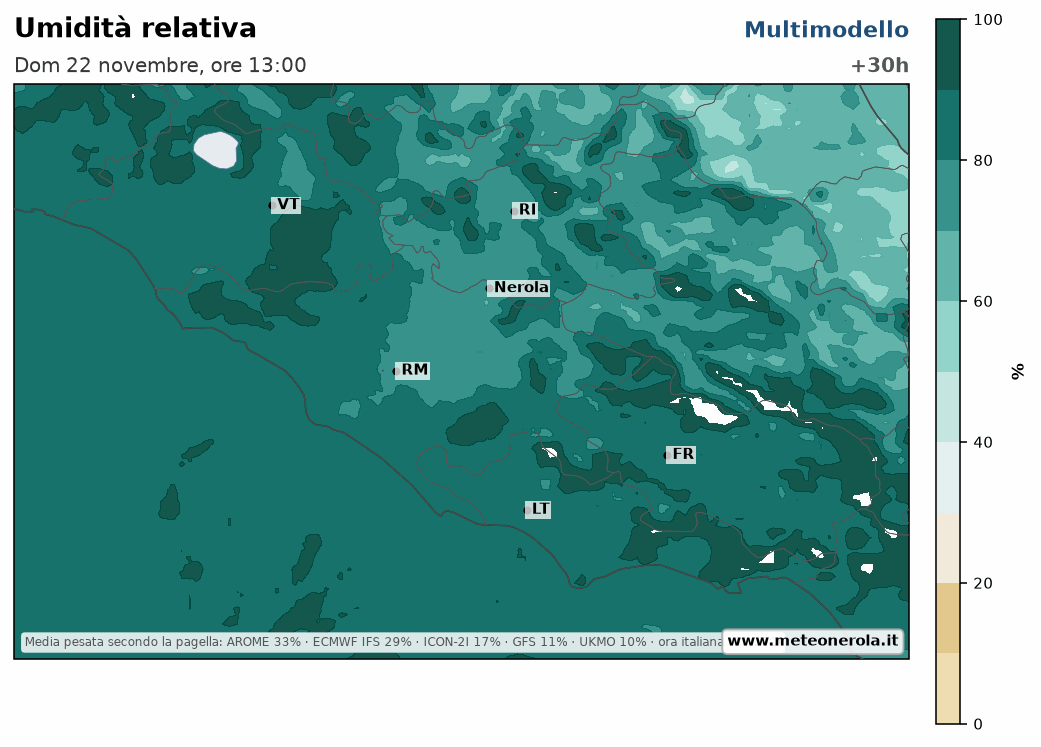 Umidità relativa
Multimodello
Dom 22 novembre, ore 13:00
+30h
100
80
60
40
20
0
%
VT
RI
Nerola
RM
FR
LT
Media pesata secondo la pagella: AROME 33% · ECMWF IFS 29% · ICON-2I 17% · GFS 11% · UKMO 10% · ora italiana
www.meteonerola.it